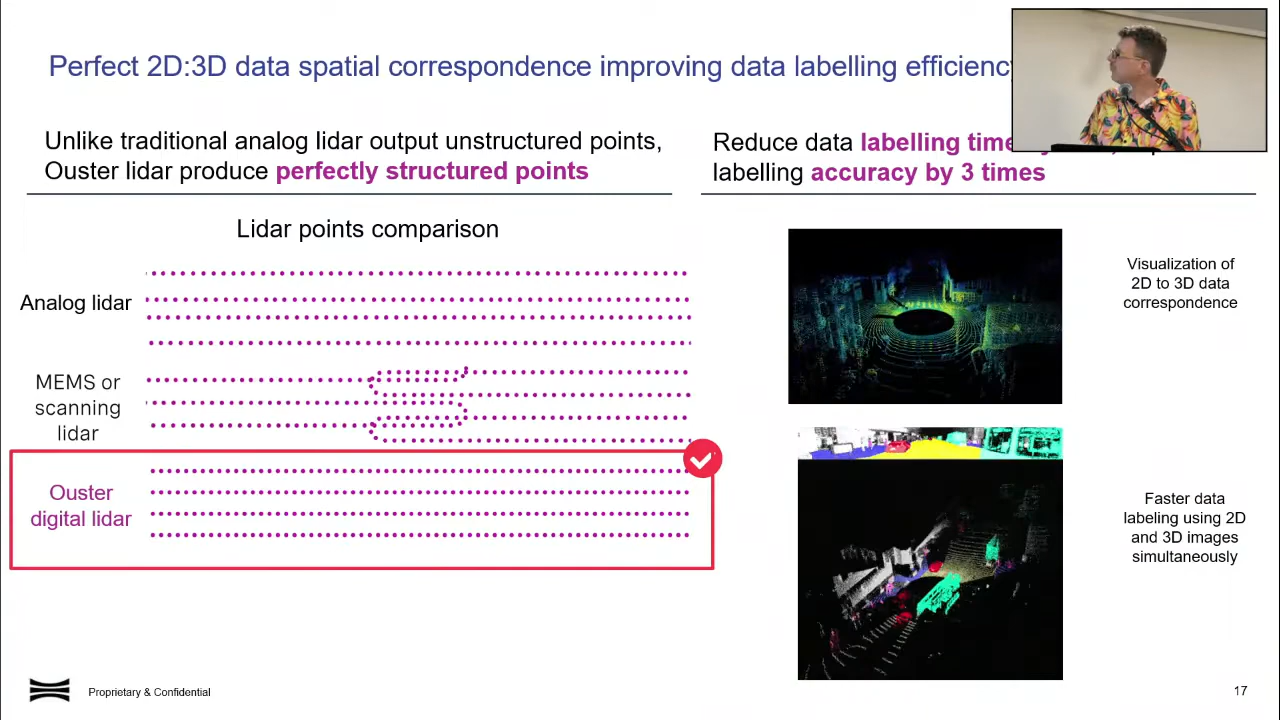 Perfect 2D:3D data spatial correspondence improving data labelling efficiency
Unlike traditional analog lidar output unstructured points,
Ouster lidar produce perfectly structured points
Reduce data labelling time
labelling accuracy by 3 times
Lidar points comparison
Analog lidar
MEMS or
scanning
lidar
Ouster
digital lidar
Visualization of
2D to 3D data
correspondence
Faster data
labeling using 2D
and 3D images
simultaneously
Proprietary & Confidential
17